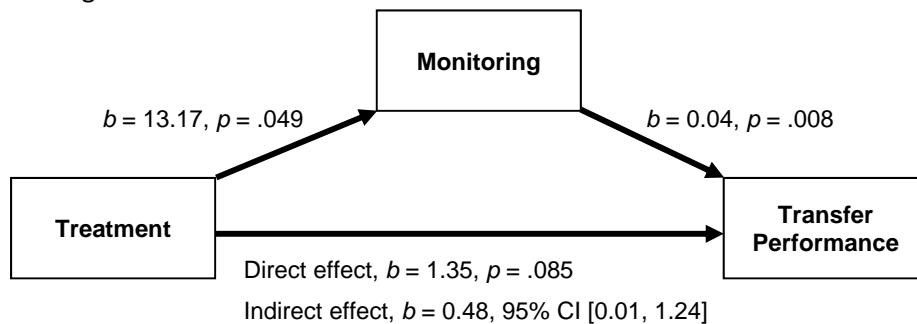 Monitoring
b = 13.17, p = .049
b = 0.04, p = .008
Treatment
Transfer
Performance
Direct effect, b = 1.35, p = .085
Indirect effect, b = 0.48, 95% CI [0.01, 1.24]